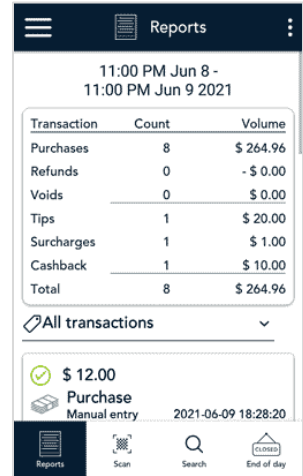 Reports
11:00 PM Jun 8 -
11:00 PM Jun 9 2021
Transaction Count Volume
Purchases 8 $ 264.96
Refunds 0 - $ 0.00
Voids 0 $ 0.00
Tips 1 $ 20.00
Surcharges 1 $ 1.00
Cashback 1 $ 10.00
Total 8 $ 264.96
All transactions
$ 12.00
Purchase
Manual entry 2021-06-09 18:28:20
CLOSED
Reports Scan Search End of day